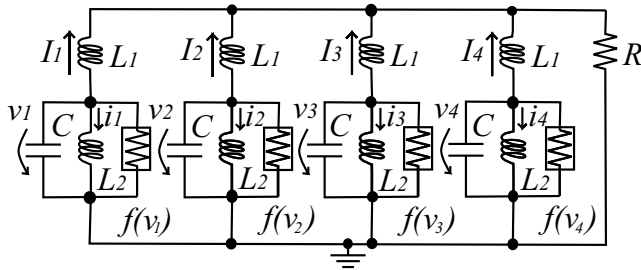 I1 L1 I2 L1 I3 L1 I4 L1 R
v1 C i1 v2 C i2 v3 C i3 v4 C i4
L2 L2 L2 L2
f(v1) f(v2) f(v3) f(v4)